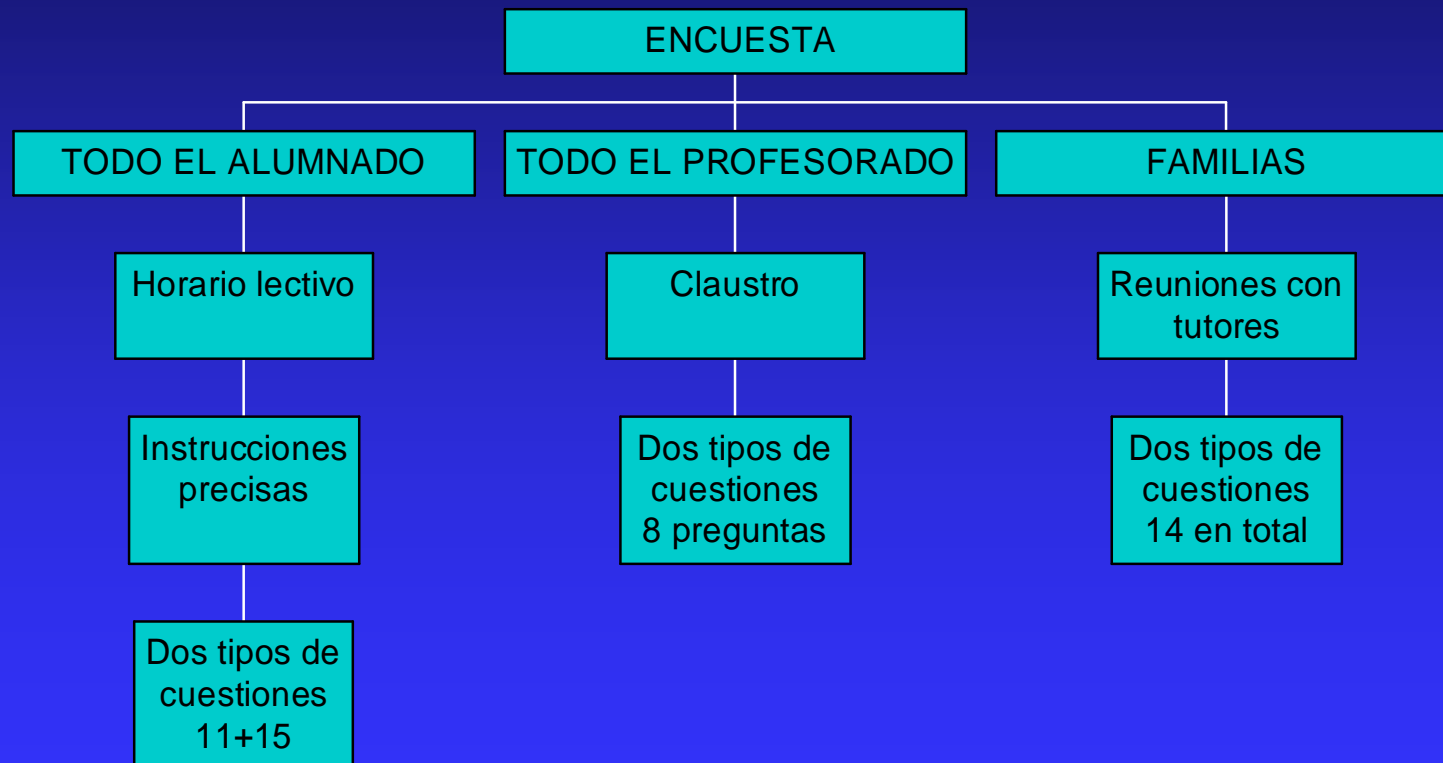 ENCUESTA
TODO EL ALUMNADO
TODO EL PROFESORADO
FAMILIAS
Horario lectivo
Claustro
Reuniones con
tutores
Instrucciones
precisas
Dos tipos de
cuestiones
8 preguntas
Dos tipos de
cuestiones
14 en total
Dos tipos de
cuestiones
11+15